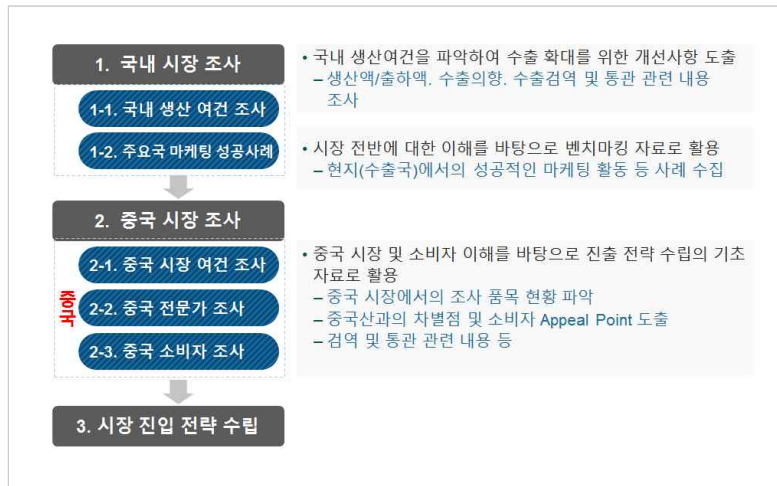 1. 국내 시장 조사
1-1. 국내 생산 여건 조사
1-2. 주요국 마케팅 성공사례
• 국내 생산여건을 파악하여 수출 확대를 위한 개선사항 도출
– 생산액/출하액. 수출의향. 수출검역 및 통관 관련 내용
조사
• 시장 전반에 대한 이해를 바탕으로 벤치마킹 자료로 활용
– 현지(수출국)에서의 성공적인 마케팅 활동 등 사례 수집
2. 중국 시장 조사
중국
2-1. 중국 시장 여건 조사
2-2. 중국 전문가 조사
2-3. 중국 소비자 조사
• 중국 시장 및 소비자 이해를 바탕으로 진출 전략 수립의 기초
자료로 활용
– 중국 시장에서의 조사 품목 현황 파악
– 중국산과의 차별점 및 소비자 Appeal Point 도출
– 검역 및 통관 관련 내용 등
3. 시장 진입 전략 수립